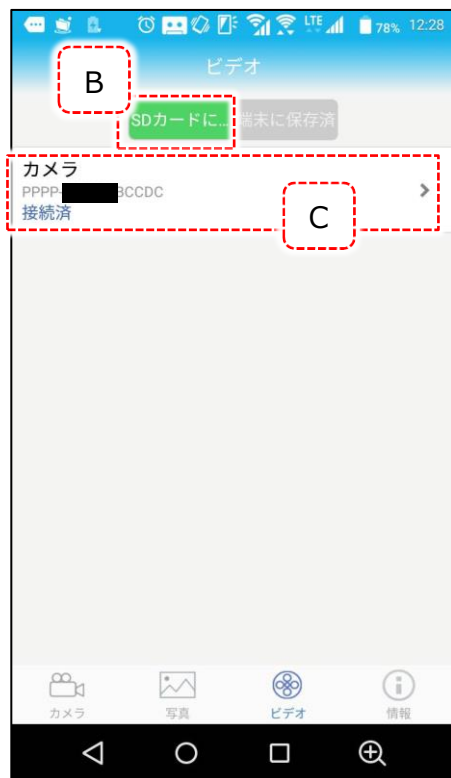 LTE 78% 12:28
ビデオ
B
SDカードに... 端末に保存済
カメラ
PPPP- BCCDC
接続済
C
カメラ 写真 ビデオ 情報